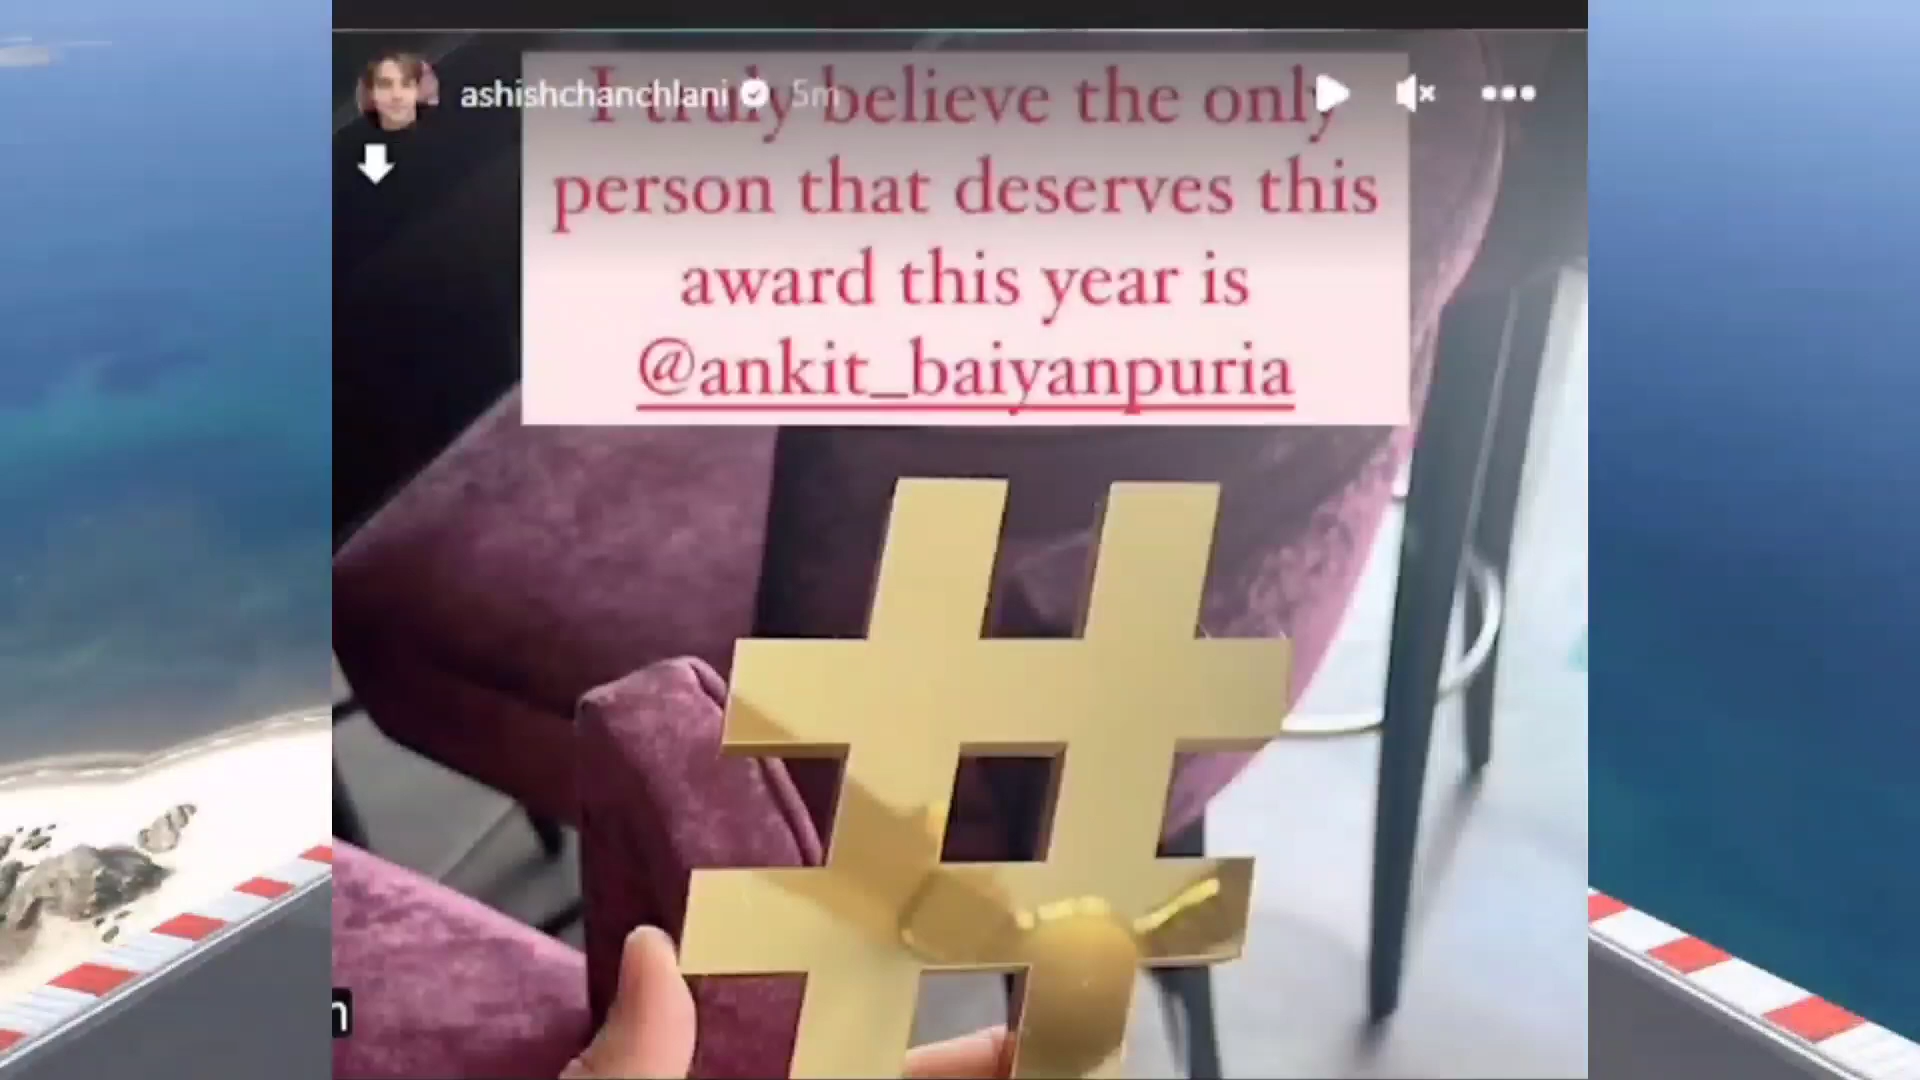 ashishchanchlani 5m
I truly believe the only
person that deserves this
award this year is
@ankit_baiyanpuria